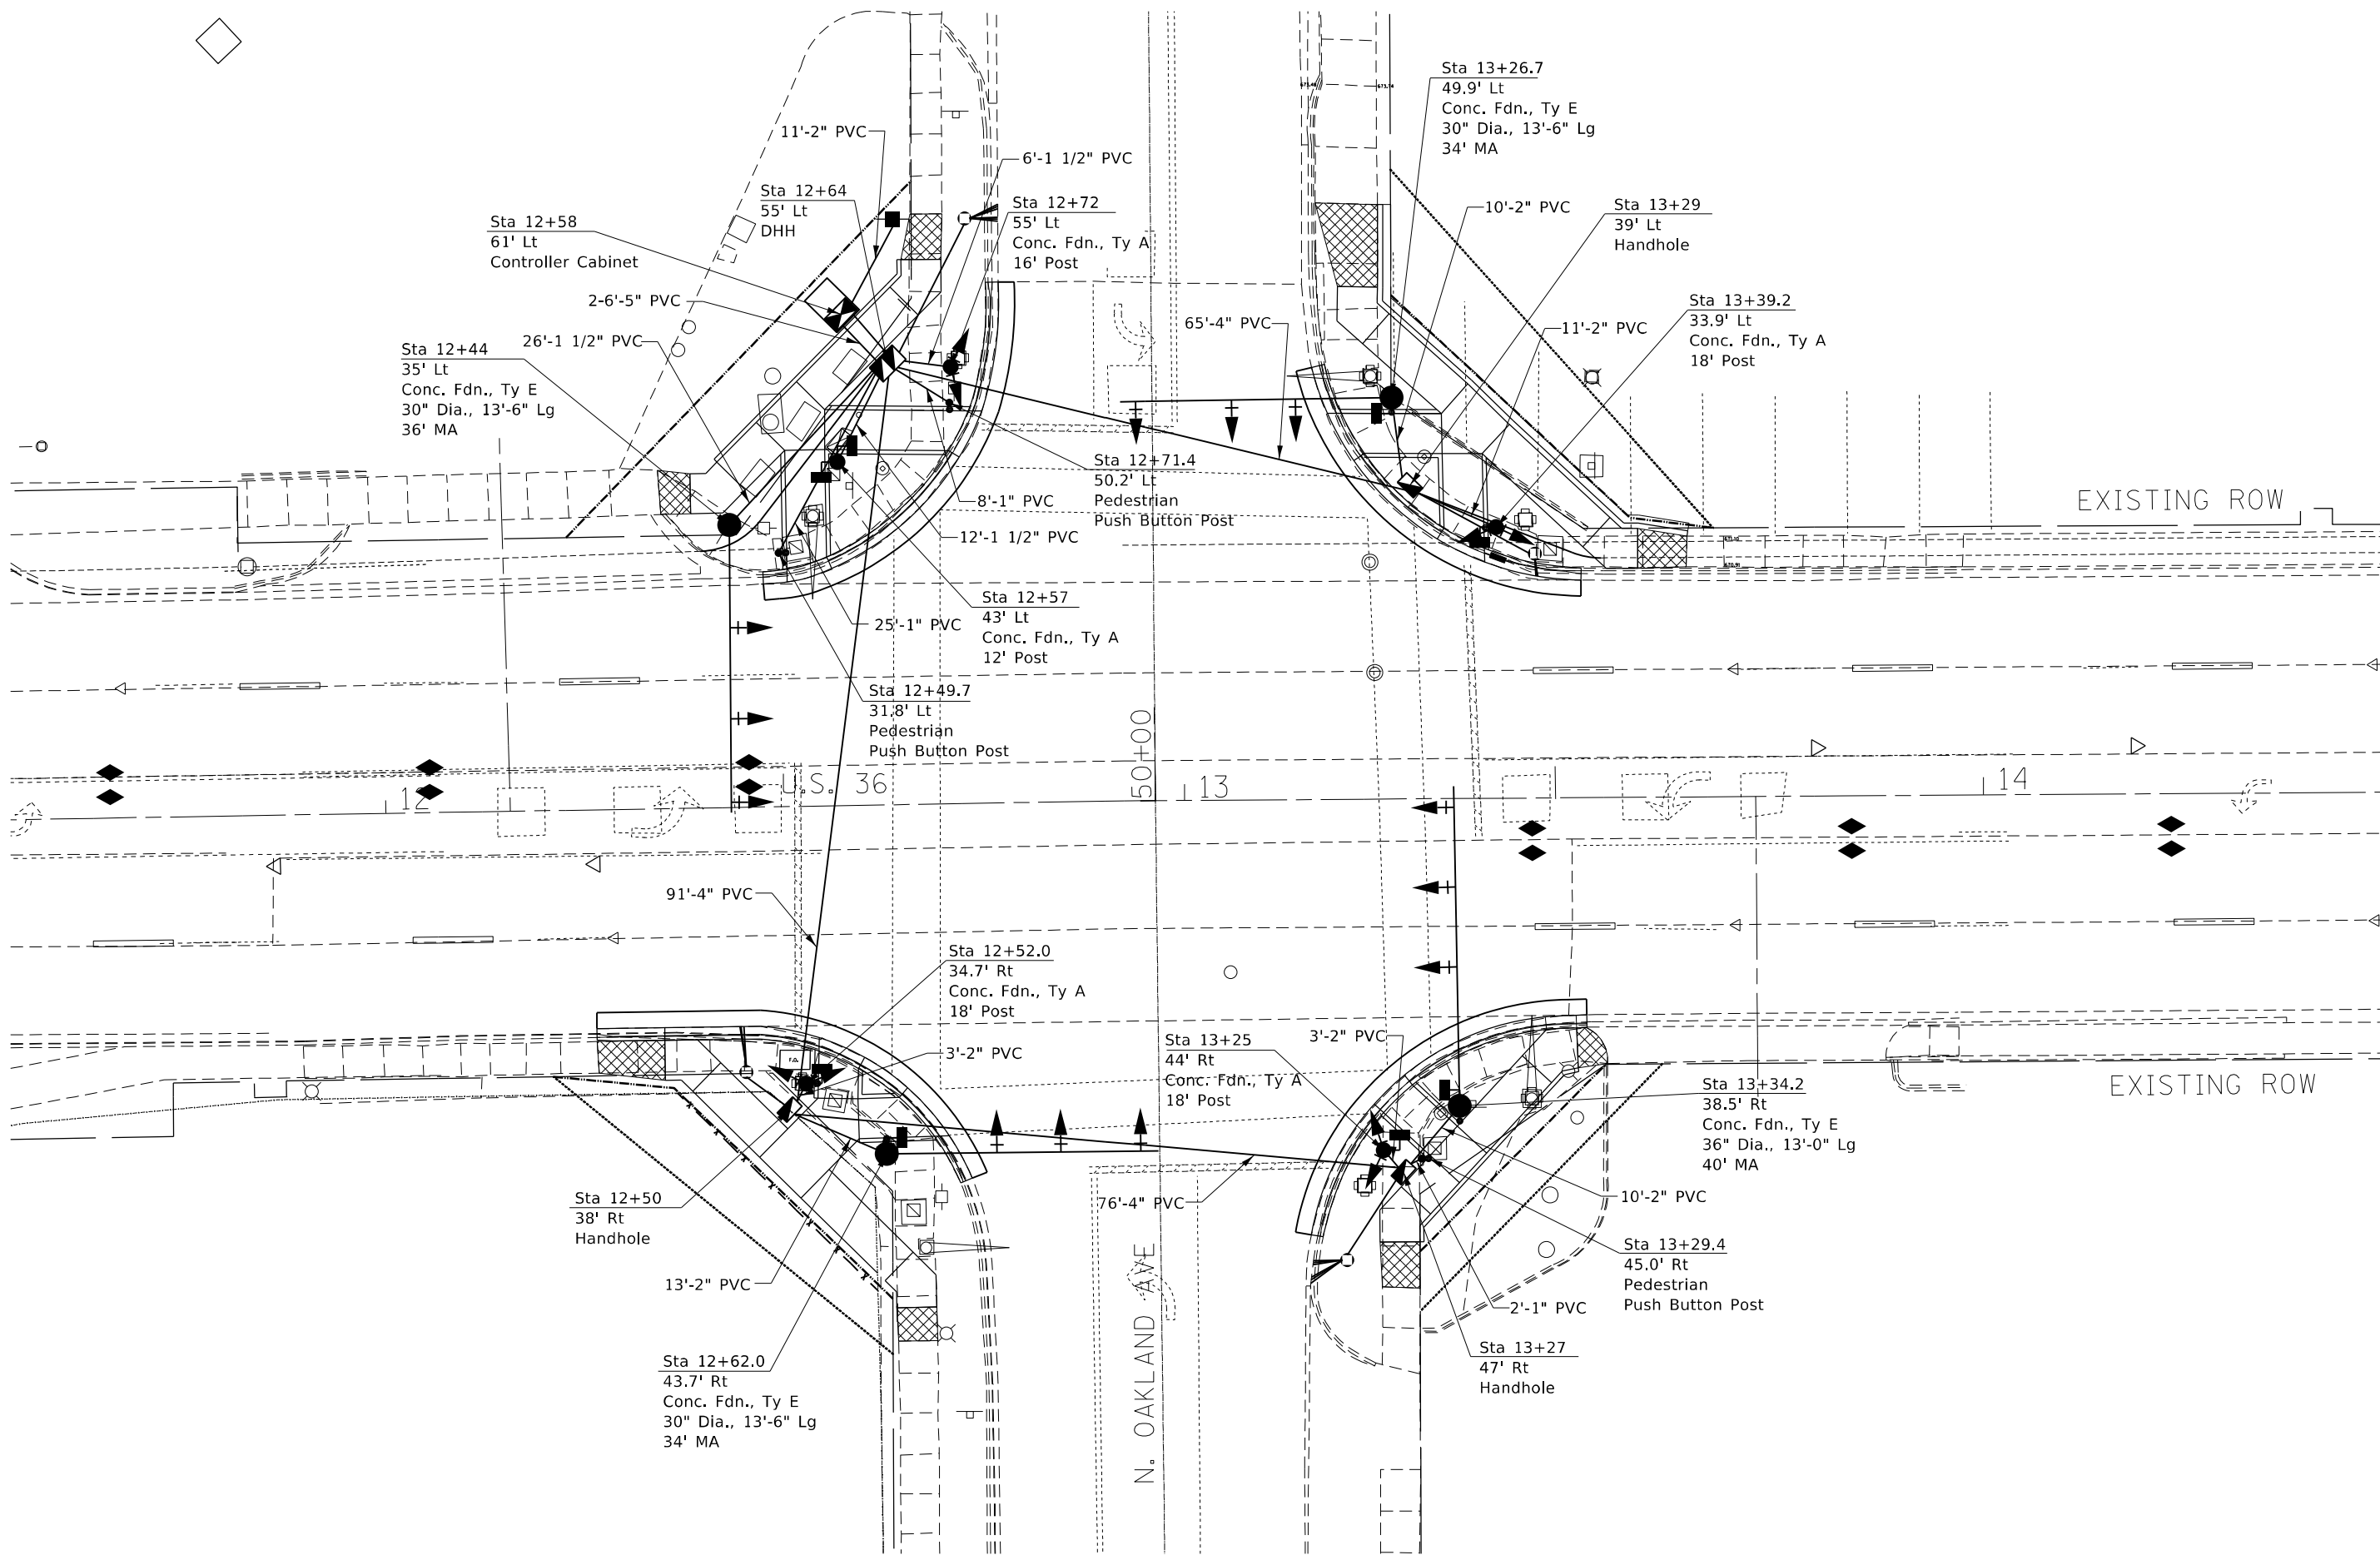 Sta 13+26.7
49.9' Lt
Conc. Fdn., Ty E
30" Dia., 13'-6" Lg
34' MA
11'-2" PVC
6'-1 1/2" PVC
Sta 12+64
55' Lt
DHH
Sta 12+72
55' Lt
Conc. Fdn., Ty A
16' Post
10'-2" PVC
Sta 13+29
39' Lt
Handhole
Sta 12+58
61' Lt
Controller Cabinet
2-6'-5" PVC
Sta 13+39.2
33.9' Lt
Conc. Fdn., Ty A
18' Post
65'-4" PVC
11'-2" PVC
26'-1 1/2" PVC
Sta 12+44
35' Lt
Conc. Fdn., Ty E
30" Dia., 13'-6" Lg
36' MA
Sta 12+71.4
50.2' Lt
Pedestrian
Push Button Post
8'-1" PVC
12'-1 1/2" PVC
EXISTING ROW
Sta 12+57
43' Lt
Conc. Fdn., Ty A
12' Post
25'-1" PVC
Sta 12+49.7
31.8' Lt
Pedestrian
Push Button Post
50+00
12
U.S. 36
13
14
91'-4" PVC
Sta 12+52.0
34.7' Rt
Conc. Fdn., Ty A
18' Post
3'-2" PVC
Sta 13+25
44' Rt
Conc. Fdn., Ty A
18' Post
3'-2" PVC
Sta 13+34.2
38.5' Rt
Conc. Fdn., Ty E
36" Dia., 13'-0" Lg
40' MA
EXISTING ROW
Sta 12+50
38' Rt
Handhole
76'-4" PVC
10'-2" PVC
Sta 13+29.4
45.0' Rt
Pedestrian
Push Button Post
13'-2" PVC
2'-1" PVC
Sta 12+62.0
43.7' Rt
Conc. Fdn., Ty E
30" Dia., 13'-6" Lg
34' MA
Sta 13+27
47' Rt
Handhole
N. OAKLAND AVE